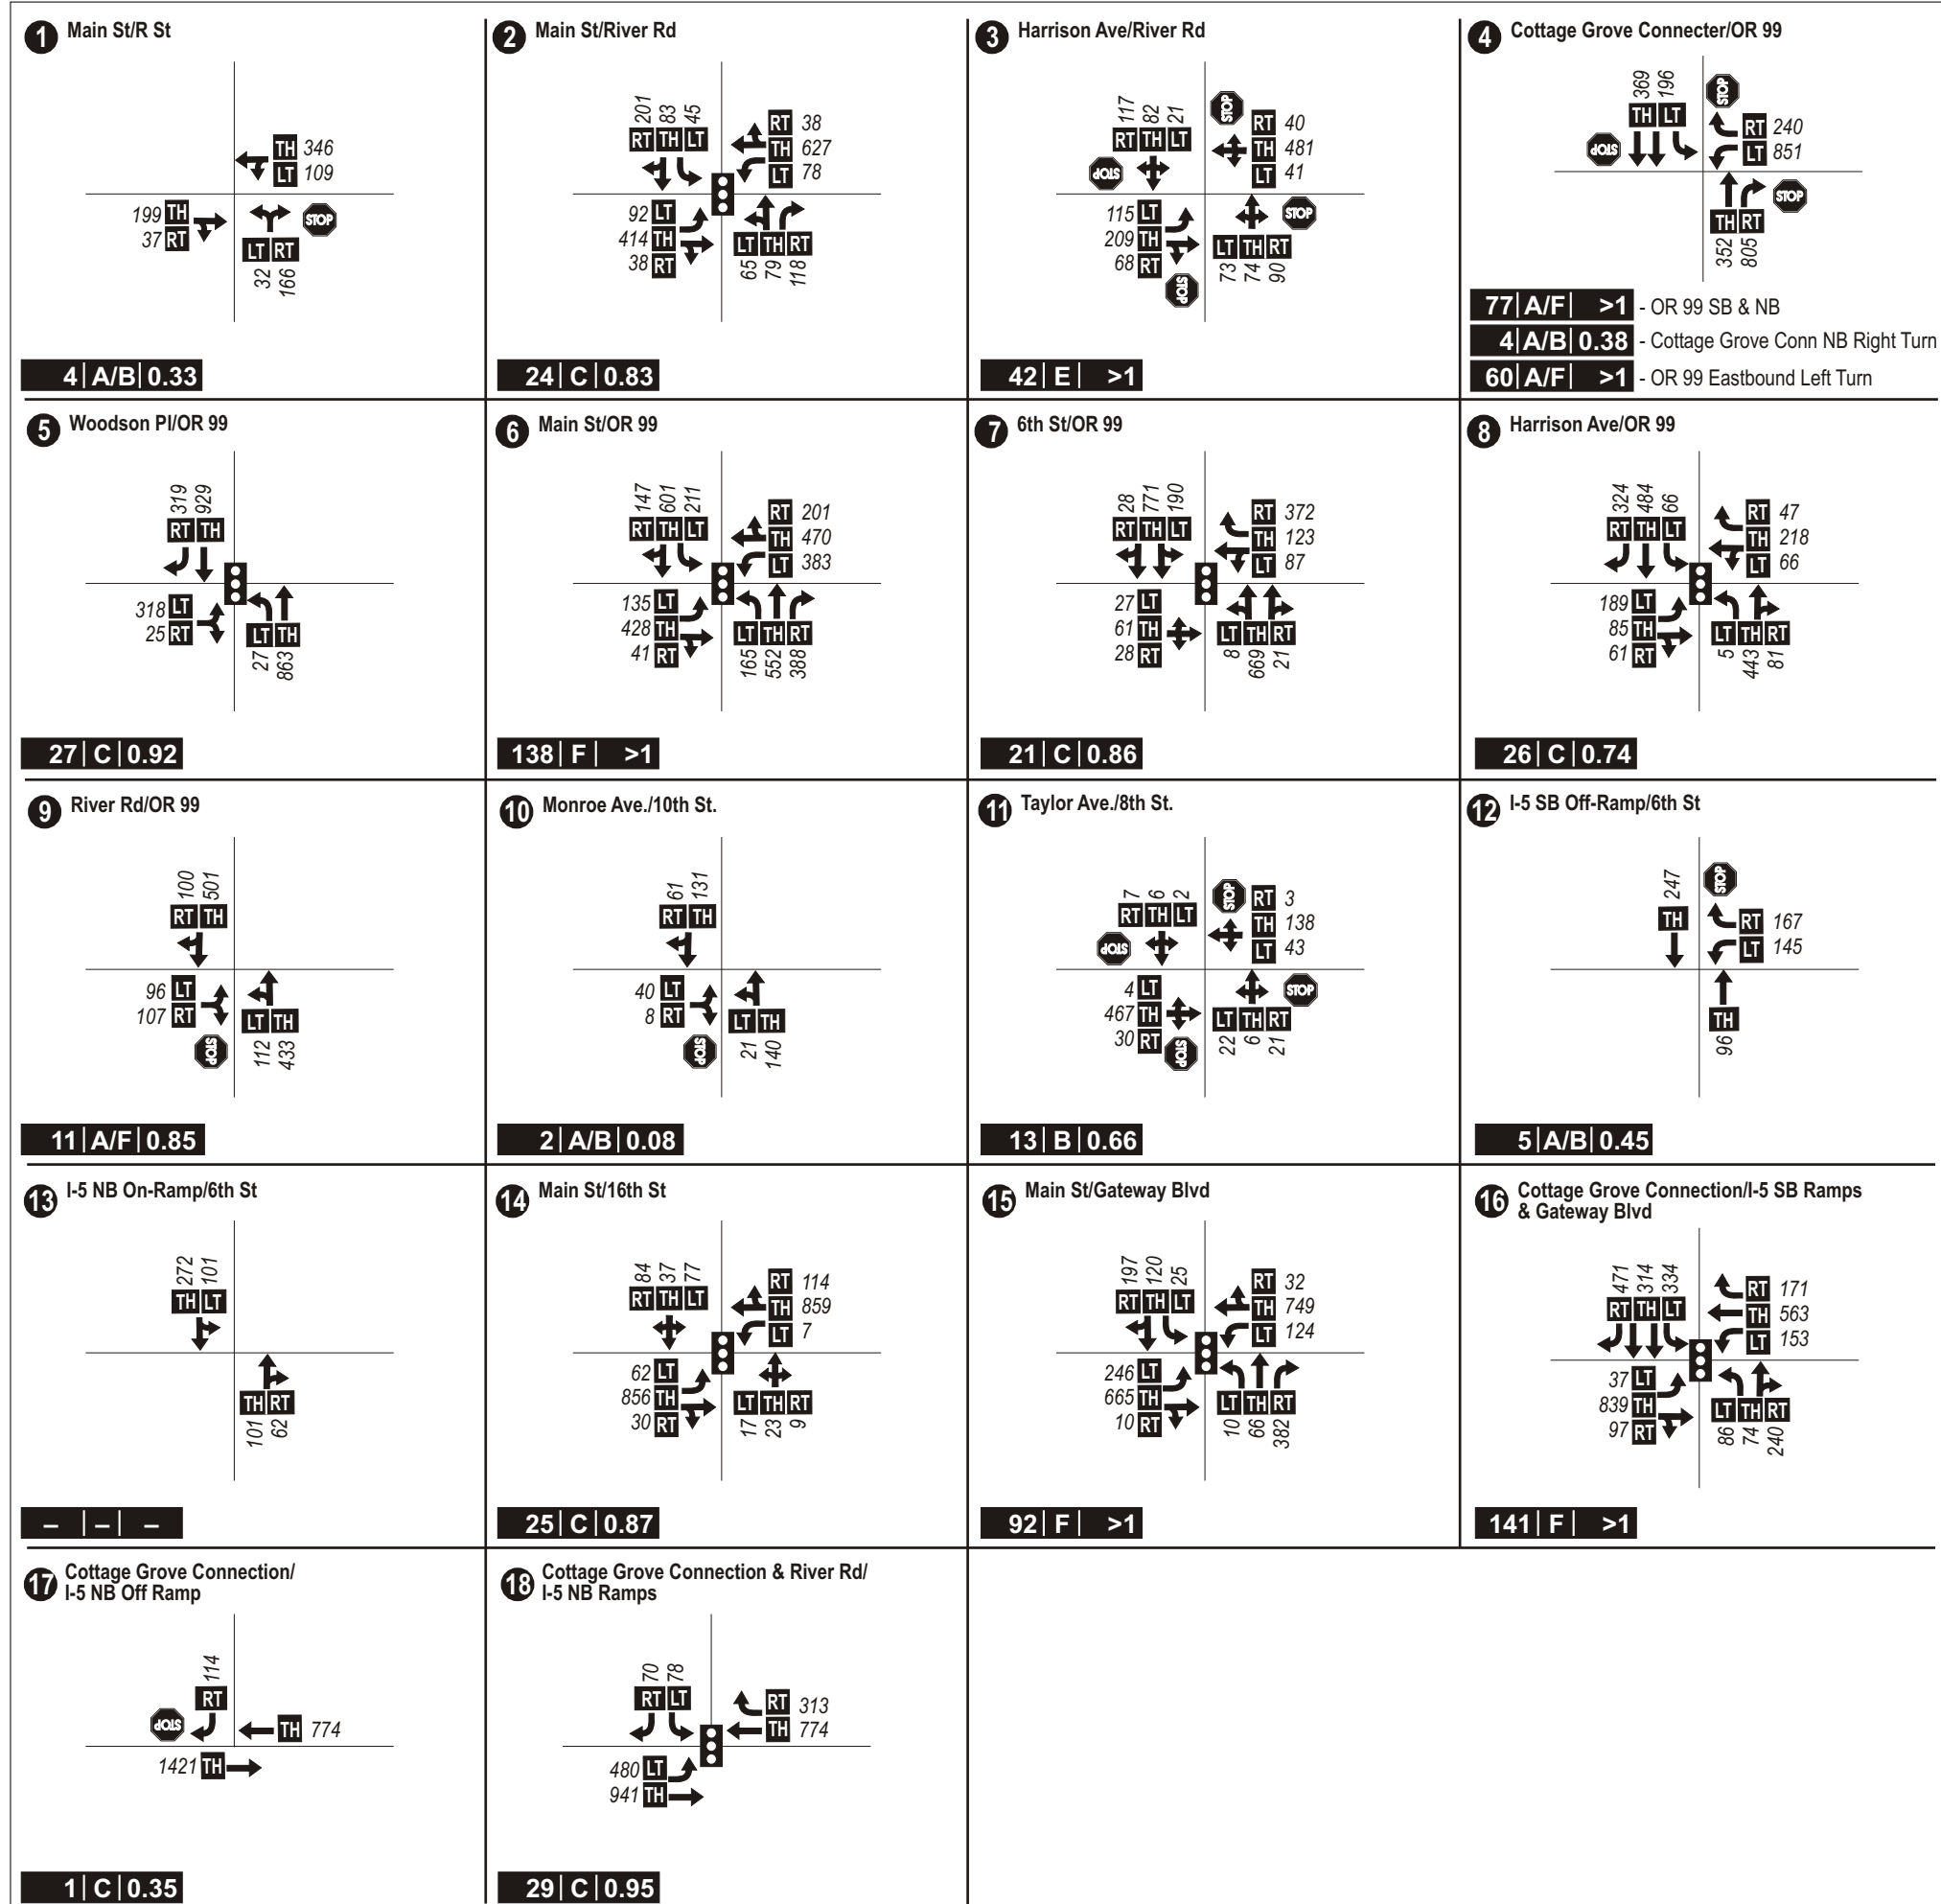 1 Main St/R St
TH 346
LT 109
199 TH
37 RT
STOP
LT RT
32 166
4 | A/B | 0.33
2 Main St/River Rd
201 83 45
RT TH LT
RT 38
TH 627
LT 78
92 LT
414 TH
38 RT
LT TH RT
65 79 118
24 | C | 0.83
3 Harrison Ave/River Rd
117 82 21
RT TH LT
STOP
STOP
RT 40
TH 481
LT 41
115 LT
209 TH
68 RT
STOP
STOP
LT TH RT
73 74 90
42 | E | >1
4 Cottage Grove Connecter/OR 99
369 196
TH LT
STOP
STOP
RT 240
LT 851
STOP
TH RT
352 805
77 | A/F | >1 - OR 99 SB & NB
4 | A/B | 0.38 - Cottage Grove Conn NB Right Turn
60 | A/F | >1 - OR 99 Eastbound Left Turn
5 Woodson Pl/OR 99
319 929
RT TH
318 LT
25 RT
LT TH
27 863
27 | C | 0.92
6 Main St/OR 99
147 601 211
RT TH LT
RT 201
TH 470
LT 383
135 LT
428 TH
41 RT
LT TH RT
165 552 388
138 | F | >1
7 6th St/OR 99
28 771 190
RT TH LT
RT 372
TH 123
LT 87
27 LT
61 TH
28 RT
LT TH RT
8 669 21
21 | C | 0.86
8 Harrison Ave/OR 99
324 484 66
RT TH LT
RT 47
TH 218
LT 66
189 LT
85 TH
61 RT
LT TH RT
5 443 81
26 | C | 0.74
9 River Rd/OR 99
100 501
RT TH
96 LT
107 RT
STOP
LT TH
112 433
11 | A/F | 0.85
10 Monroe Ave./10th St.
61 131
RT TH
40 LT
8 RT
STOP
LT TH
21 140
2 | A/B | 0.08
11 Taylor Ave./8th St.
7 6 2
RT TH LT
STOP
STOP
RT 3
TH 138
LT 43
4 LT
467 TH
30 RT
STOP
STOP
LT TH RT
22 6 21
13 | B | 0.66
12 I-5 SB Off-Ramp/6th St
247
TH
STOP
RT 167
LT 145
TH
96
5 | A/B | 0.45
13 I-5 NB On-Ramp/6th St
272 101
TH LT
TH RT
101 62
– | – | –
14 Main St/16th St
84 37 77
RT TH LT
RT 114
TH 859
LT 7
62 LT
856 TH
30 RT
LT TH RT
17 23 9
25 | C | 0.87
15 Main St/Gateway Blvd
197 120 25
RT TH LT
RT 32
TH 749
LT 124
246 LT
665 TH
10 RT
LT TH RT
10 66 382
92 | F | >1
16 Cottage Grove Connection/I-5 SB Ramps
& Gateway Blvd
471 314 334
RT TH LT
RT 171
TH 563
LT 153
37 LT
839 TH
97 RT
LT TH RT
86 74 240
141 | F | >1
17 Cottage Grove Connection/
I-5 NB Off Ramp
114
RT
STOP
TH 774
1421 TH
1 | C | 0.35
18 Cottage Grove Connection & River Rd/
I-5 NB Ramps
70 78
RT LT
RT 313
TH 774
480 LT
941 TH
29 | C | 0.95